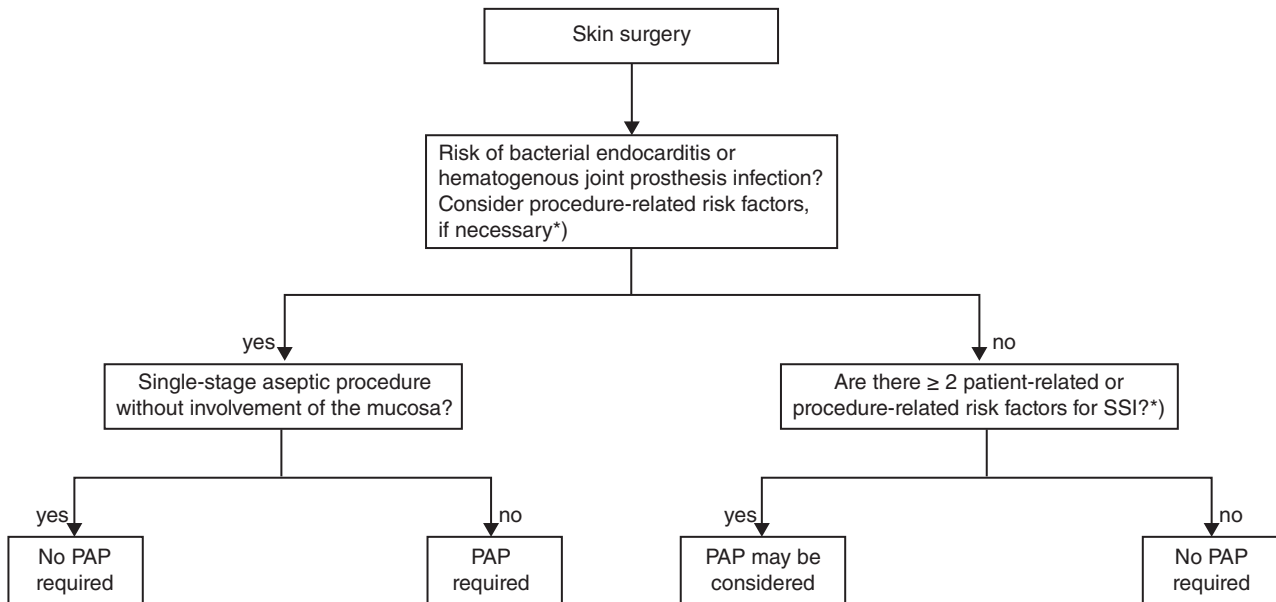 Skin surgery
Risk of bacterial endocarditis or
hematogenous joint prosthesis infection?
Consider procedure-related risk factors,
if necessary*)
yes
no
Single-stage aseptic procedure
without involvement of the mucosa?
Are there ≥ 2 patient-related or
procedure-related risk factors for SSI?*)
yes
no
yes
no
No PAP
required
PAP
required
PAP may be
considered
No PAP
required